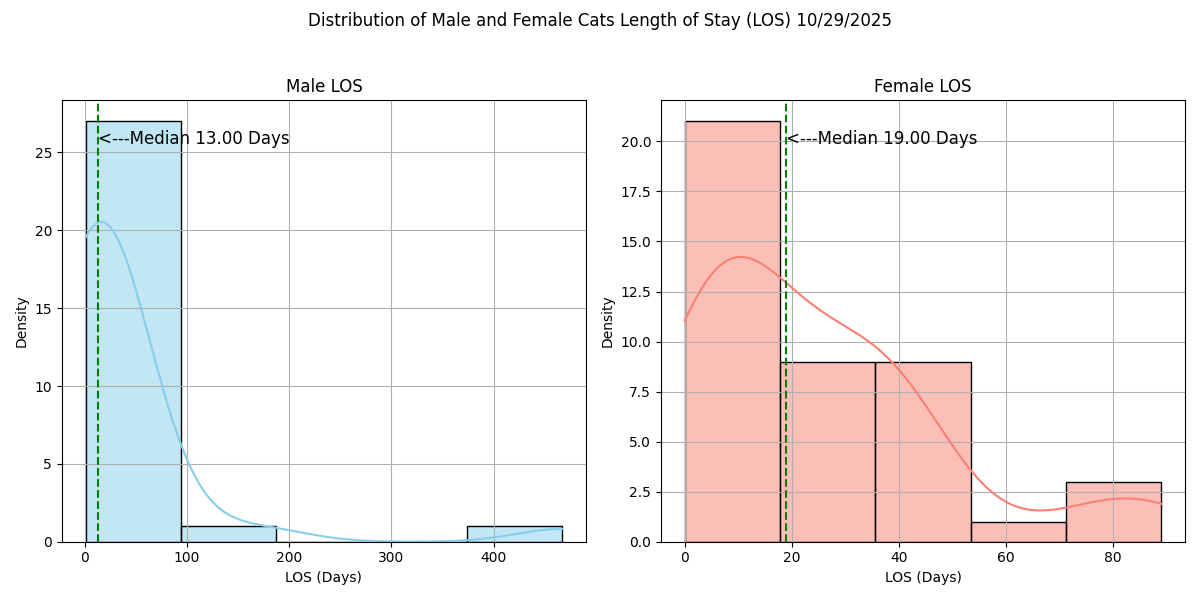 Distribution of Male and Female Cats Length of Stay (LOS) 10/29/2025
Male LOS
<---Median 13.00 Days
Density
25
20
15
10
5
0
0 100 200 300 400
LOS (Days)
Female LOS
<---Median 19.00 Days
Density
20.0
17.5
15.0
12.5
10.0
7.5
5.0
2.5
0.0
0 20 40 60 80
LOS (Days)